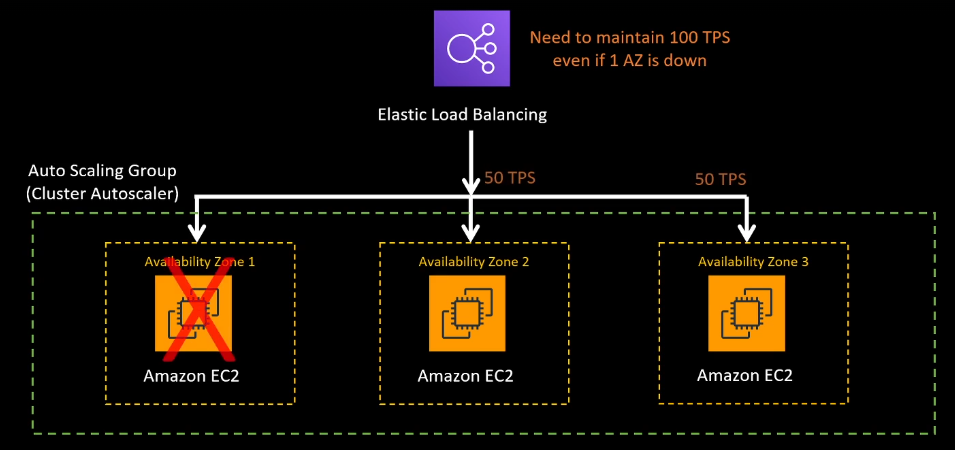 Need to maintain 100 TPS
even if 1 AZ is down
Elastic Load Balancing
Auto Scaling Group
(Cluster Autoscaler)
50 TPS
50 TPS
Availability Zone 1
Availability Zone 2
Availability Zone 3
Amazon EC2
Amazon EC2
Amazon EC2